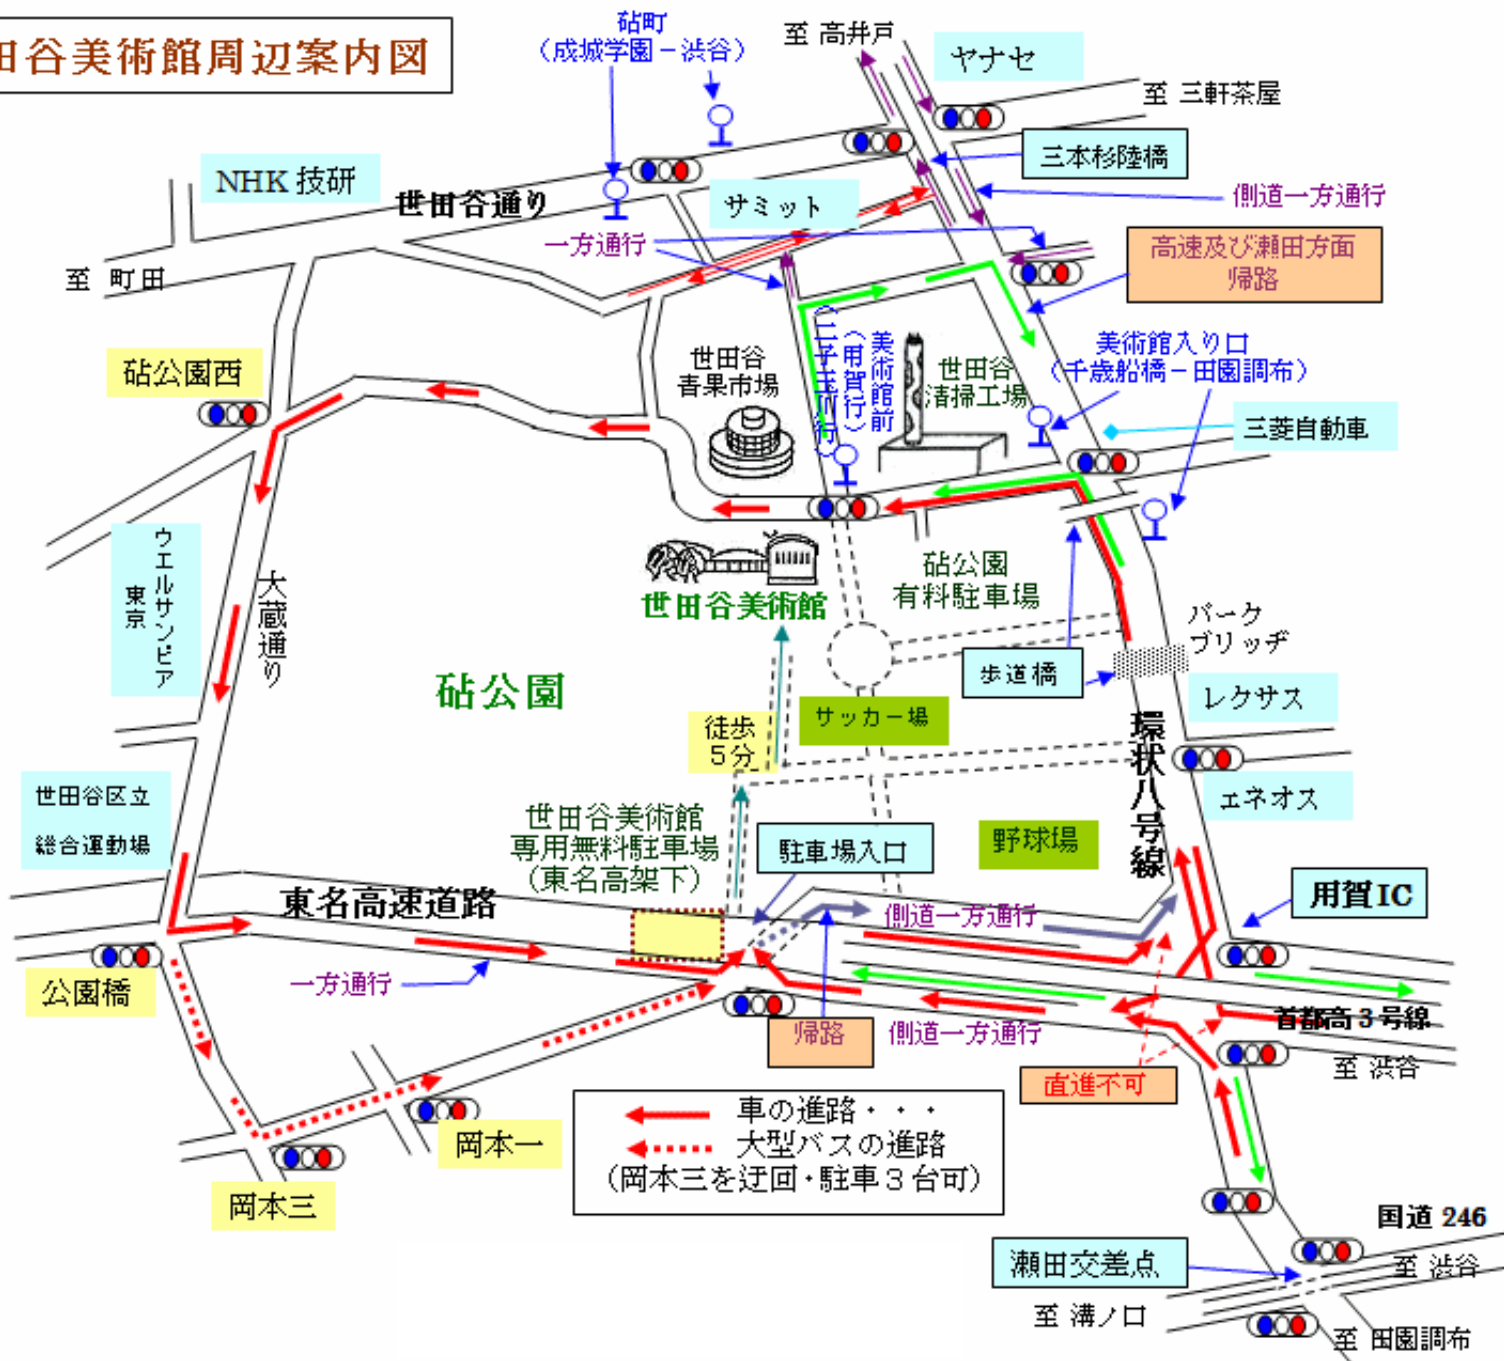 田谷美術館周辺案内図
砧町
（成城学園－渋谷）
至 高井戸
ヤナセ
至 三軒茶屋
三本杉陸橋
NHK 技研
世田谷通り
サミット
側道一方通行
一方通行
高速及び瀬田方面
帰路
至 町田
砧公園西
世田谷
青果市場
美術館前
（用賀行）
（二子玉川行）
世田谷
清掃工場
美術館入り口
（千歳船橋－田園調布）
三菱自動車
ウエルサンピア
東京
大蔵通り
世田谷美術館
砧公園
有料駐車場
パーク
ブリッヂ
歩道橋
砧公園
レクサス
サッカー場
徒歩
５分
環状八号線
世田谷区立
総合運動場
エネオス
世田谷美術館
専用無料駐車場
（東名高架下）
駐車場入口
野球場
東名高速道路
側道一方通行
用賀IC
公園橋
一方通行
帰路
側道一方通行
首都高３号線
至 渋谷
直進不可
車の進路・・・
大型バスの進路
（岡本三を迂回・駐車３台可）
岡本一
岡本三
国道 246
瀬田交差点
至 渋谷
至 溝ノ口
至 田園調布